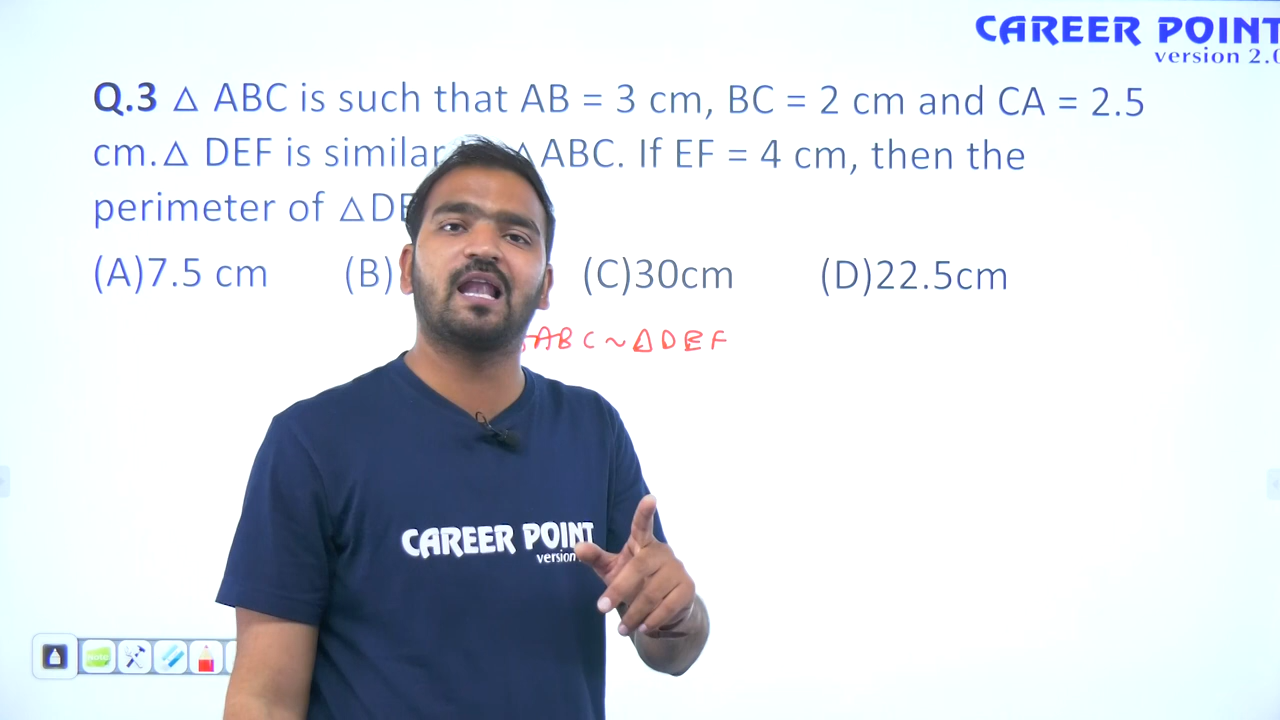 CAREER POINT
version 2.0
Q.3 △ ABC is such that AB = 3 cm, BC = 2 cm and CA = 2.5
cm. △ DEF is similar △ ABC. If EF = 4 cm, then the
perimeter of △
(A)7.5 cm (B) (C)30cm (D)22.5cm
ABC ~ △DEF
CAREER POINT
version